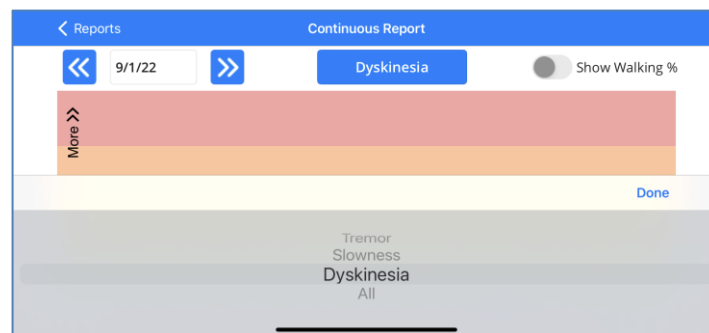 Reports
Continuous Report
9/1/22
Dyskinesia
Show Walking %
More
Done
Tremor
Slowness
Dyskinesia
All